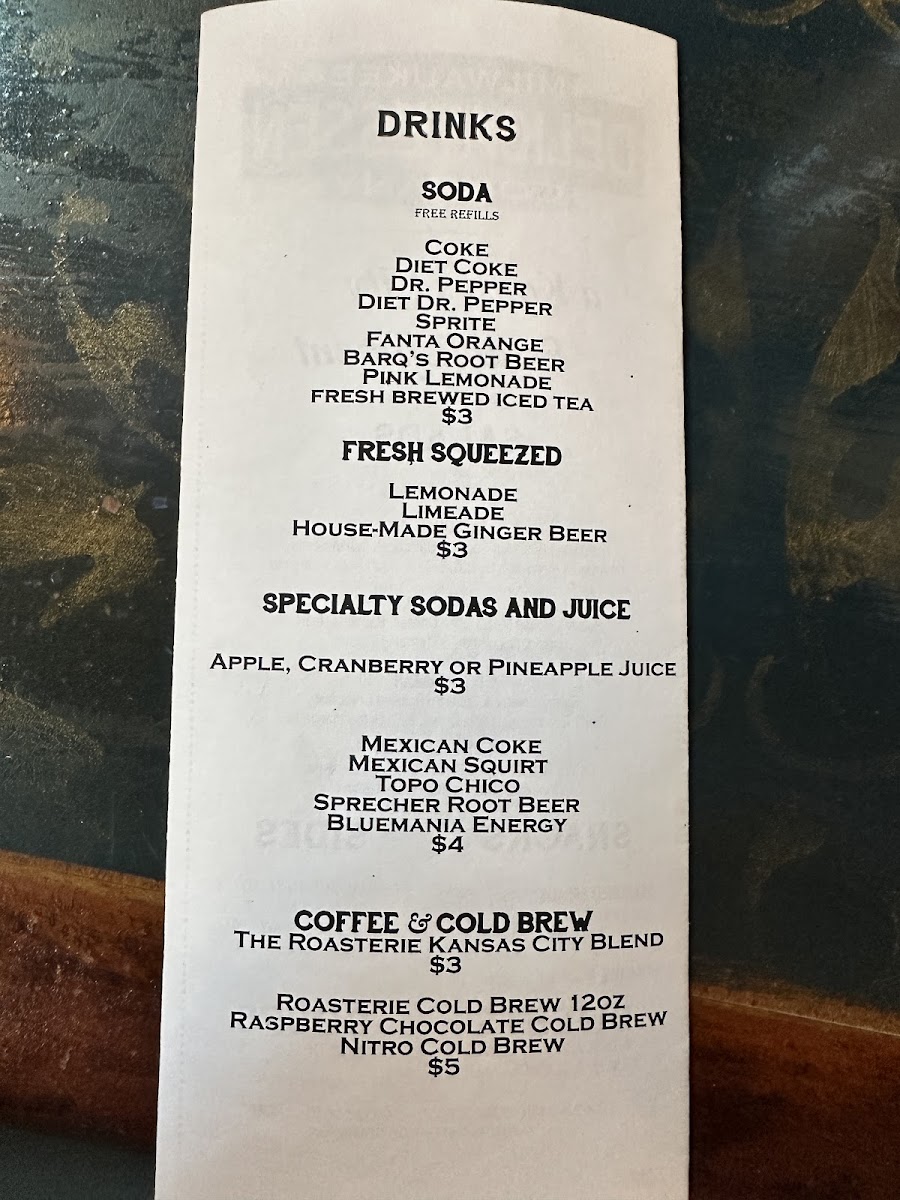 DRINKS
SODA
FREE REFILLS
COKE
DIET COKE
DR. PEPPER
DIET DR. PEPPER
SPRITE
FANTA ORANGE
BARQ'S ROOT BEER
PINK LEMONADE
FRESH BREWED ICED TEA
$3
FRESH SQUEEZED
LEMONADE
LIMEADE
HOUSE-MADE GINGER BEER
$3
SPECIALTY SODAS AND JUICE
APPLE, CRANBERRY OR PINEAPPLE JUICE
$3
MEXICAN COKE
MEXICAN SQUIRT
TOPO CHICO
SPRECHER ROOT BEER
BLUEMANIA ENERGY
$4
COFFEE & COLD BREW
THE ROASTERIE KANSAS CITY BLEND
$3
ROASTERIE COLD BREW 12OZ
RASPBERRY CHOCOLATE COLD BREW
NITRO COLD BREW
$5